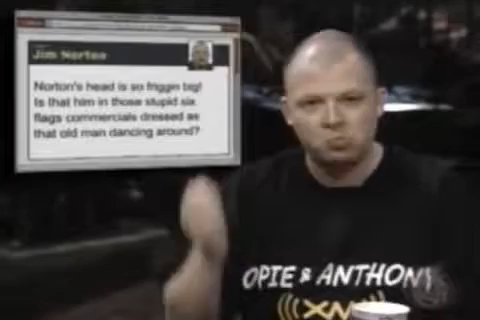 Jim Norton
Norton's head is so friggin big!
Is that him in those stupid six
flags commercials dressed as
that old man dancing around?
OPIE & ANTHONY
XM